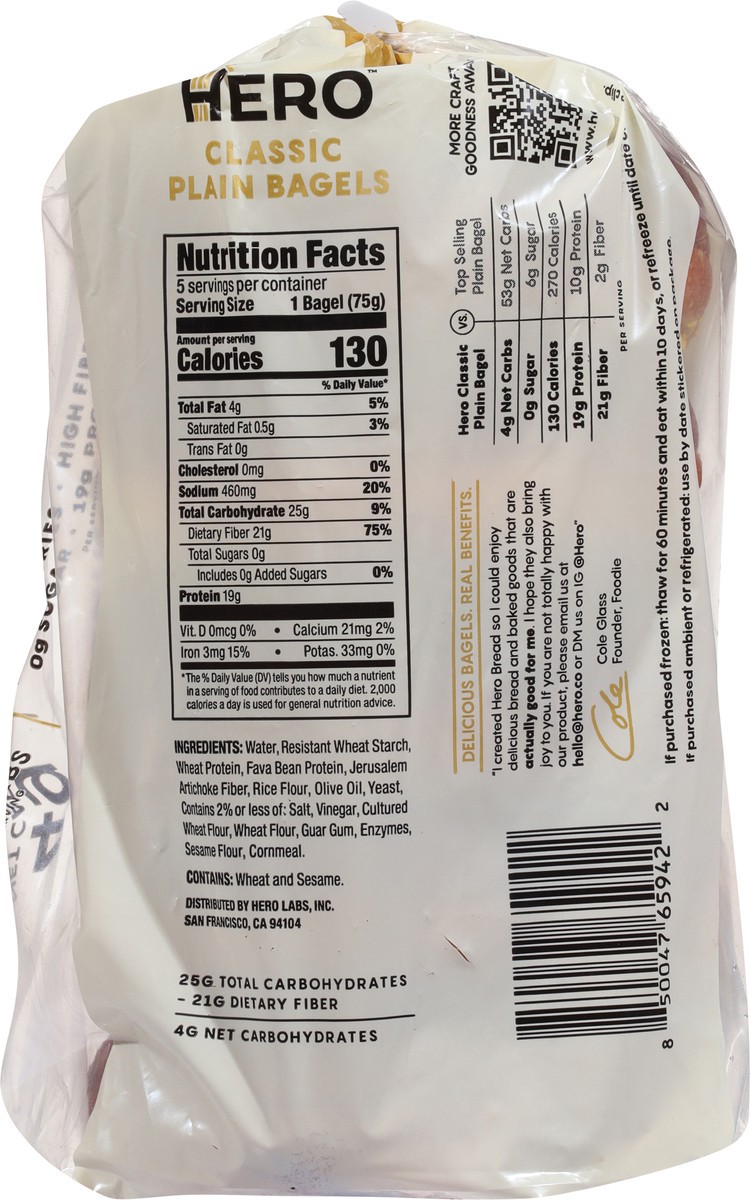 HERO™
CLASSIC
PLAIN BAGELS
Nutrition Facts
5 servings per container
Serving Size 1 Bagel (75g)
Amount per serving
Calories 130
% Daily Value*
Total Fat 4g 5%
Saturated Fat 0.5g 3%
Trans Fat 0g
Cholesterol 0mg 0%
Sodium 460mg 20%
Total Carbohydrate 25g 9%
Dietary Fiber 21g 75%
Total Sugars 0g
Includes 0g Added Sugars 0%
Protein 19g
Vit. D 0mcg 0% • Calcium 21mg 2%
Iron 3mg 15% • Potas. 33mg 0%
*The % Daily Value (DV) tells you how much a nutrient
in a serving of food contributes to a daily diet. 2,000
calories a day is used for general nutrition advice.
INGREDIENTS: Water, Resistant Wheat Starch,
Wheat Protein, Fava Bean Protein, Jerusalem
Artichoke Fiber, Rice Flour, Olive Oil, Yeast,
Contains 2% or less of: Salt, Vinegar, Cultured
Wheat Flour, Wheat Flour, Guar Gum, Enzymes,
Sesame Flour, Cornmeal.
CONTAINS: Wheat and Sesame.
DISTRIBUTED BY HERO LABS, INC.
SAN FRANCISCO, CA 94104
25G TOTAL CARBOHYDRATES
- 21G DIETARY FIBER
4G NET CARBOHYDRATES
MORE CRAFT
GOODNESS AWA
Hero Classic Plain Bagel vs. Top Selling Plain Bagel
4g Net Carbs 53g Net Carbs
0g Sugar 6g Sugar
130 Calories 270 Calories
19g Protein 10g Protein
21g Fiber 2g Fiber
PER SERVING
DELICIOUS BAGELS. REAL BENEFITS.
"I created Hero Bread so I could enjoy
delicious bread and baked goods that are
actually good for me. I hope they also bring
joy to you. If you are not totally happy with
our product, please email us at
hello@hero.co or DM us on IG @Hero"
Cole
Cole Glass
Founder, Foodie
If purchased frozen: thaw for 60 minutes and eat within 10 days, or refreeze until date
If purchased ambient or refrigerated: use by date stickered on package.
clip.
8 50047 65942 2
HIGH FIB
19g PRO